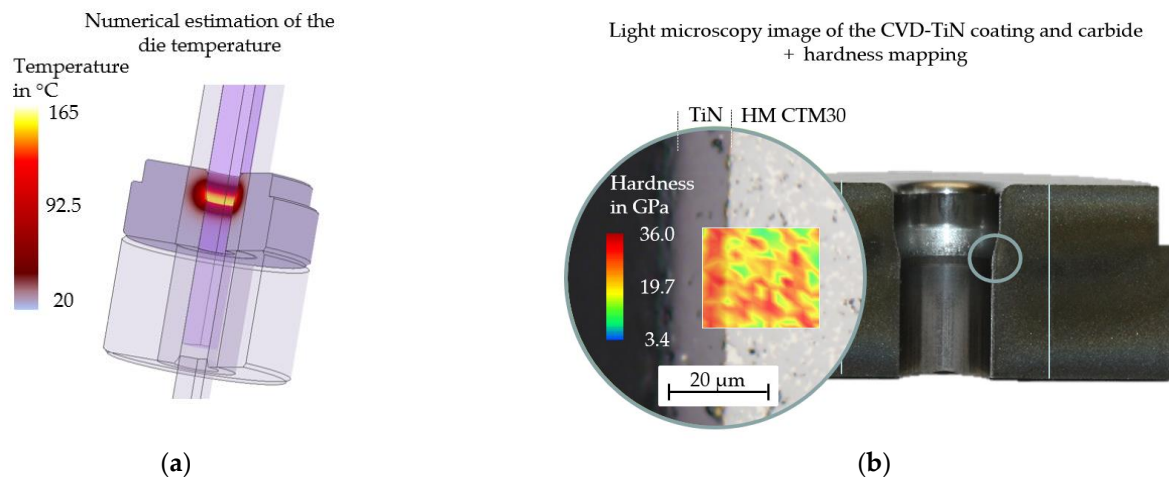 Numerical estimation of the
die temperature
Temperature
in °C
165
92.5
20
(a)
Light microscopy image of the CVD-TiN coating and carbide
+ hardness mapping
TiN
HM CTM30
Hardness
in GPa
36.0
19.7
3.4
20 µm
(b)